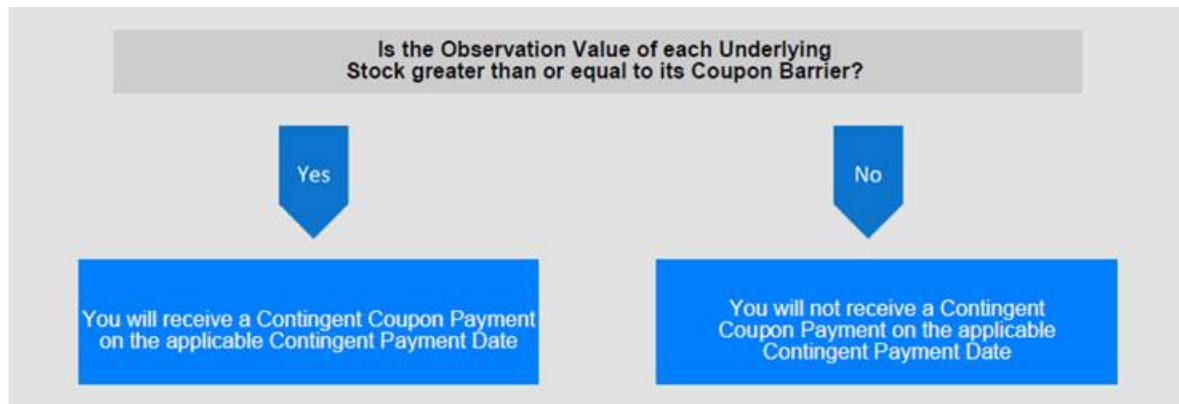 Is the Observation Value of each Underlying
Stock greater than or equal to its Coupon Barrier?
Yes
No
You will receive a Contingent Coupon Payment
on the applicable Contingent Payment Date
You will not receive a Contingent
Coupon Payment on the applicable
Contingent Payment Date